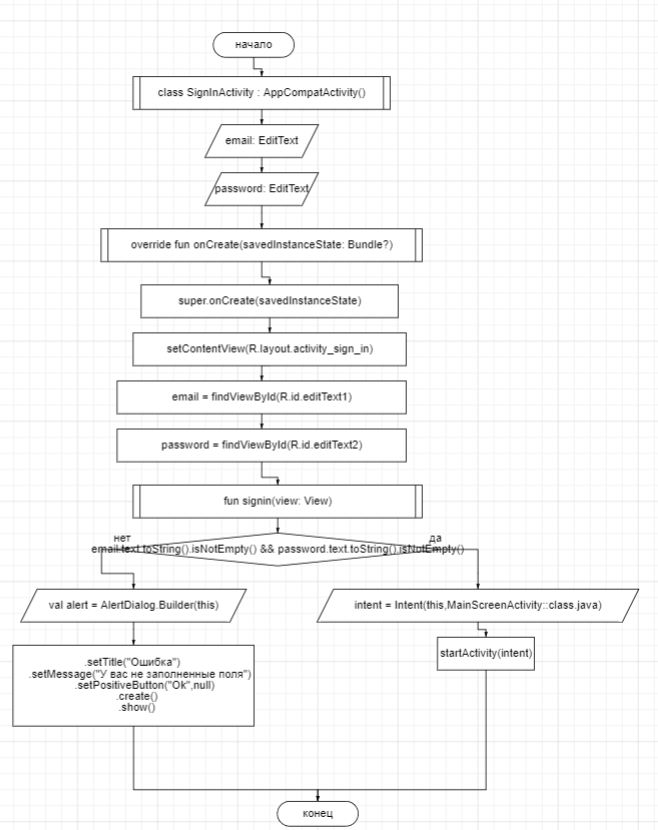 начало
class SignInActivity : AppCompatActivity()
email: EditText
password: EditText
override fun onCreate(savedInstanceState: Bundle?)
super.onCreate(savedInstanceState)
setContentView(R.layout.activity_sign_in)
email = findViewById(R.id.editText1)
password = findViewById(R.id.editText2)
fun signin(view: View)
нет
да
email.text.toString().isNotEmpty() && password.text.toString().isNotEmpty()
val alert = AlertDialog.Builder(this)
intent = Intent(this,MainScreenActivity::class.java)
startActivity(intent)
.setTitle("Ошибка")
.setMessage("У вас не заполненные поля")
.setPositiveButton("Ok",null)
.create()
.show()
конец